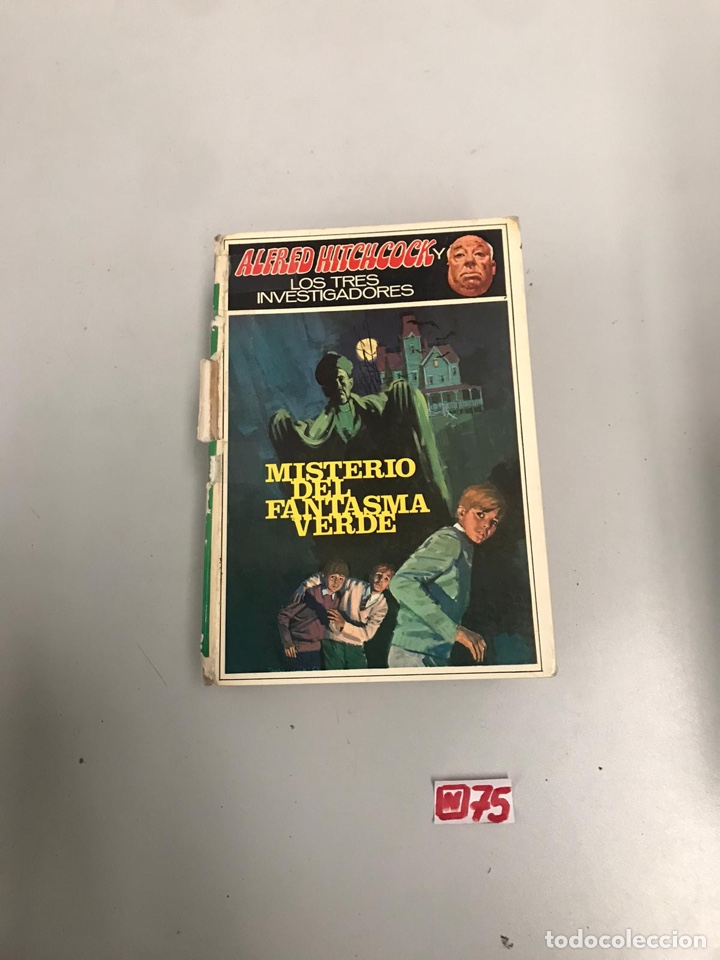 ALFRED HITCHCOCK Y
LOS TRES
INVESTIGADORES
MISTERIO
DEL
FANTASMA
VERDE
N 75
todocoleccion